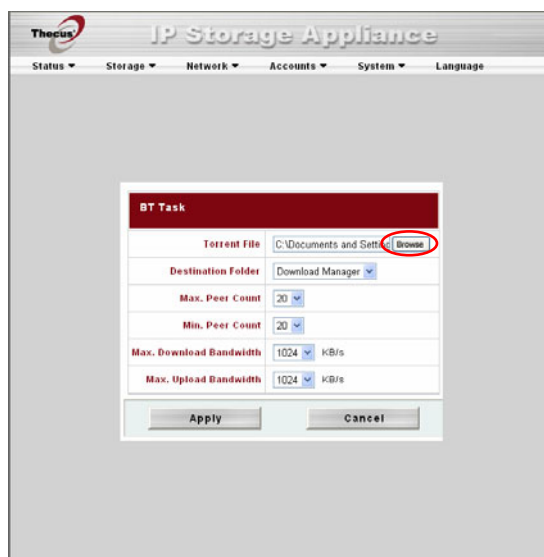 Thecus
IP Storage Appliance
Status Storage Network Accounts System Language
BT Task
Torrent File C:\Documents and Setting Browse
Destination Folder Download Manager
Max. Peer Count 20
Min. Peer Count 20
Max. Download Bandwidth 1024 KB/s
Max. Upload Bandwidth 1024 KB/s
Apply Cancel